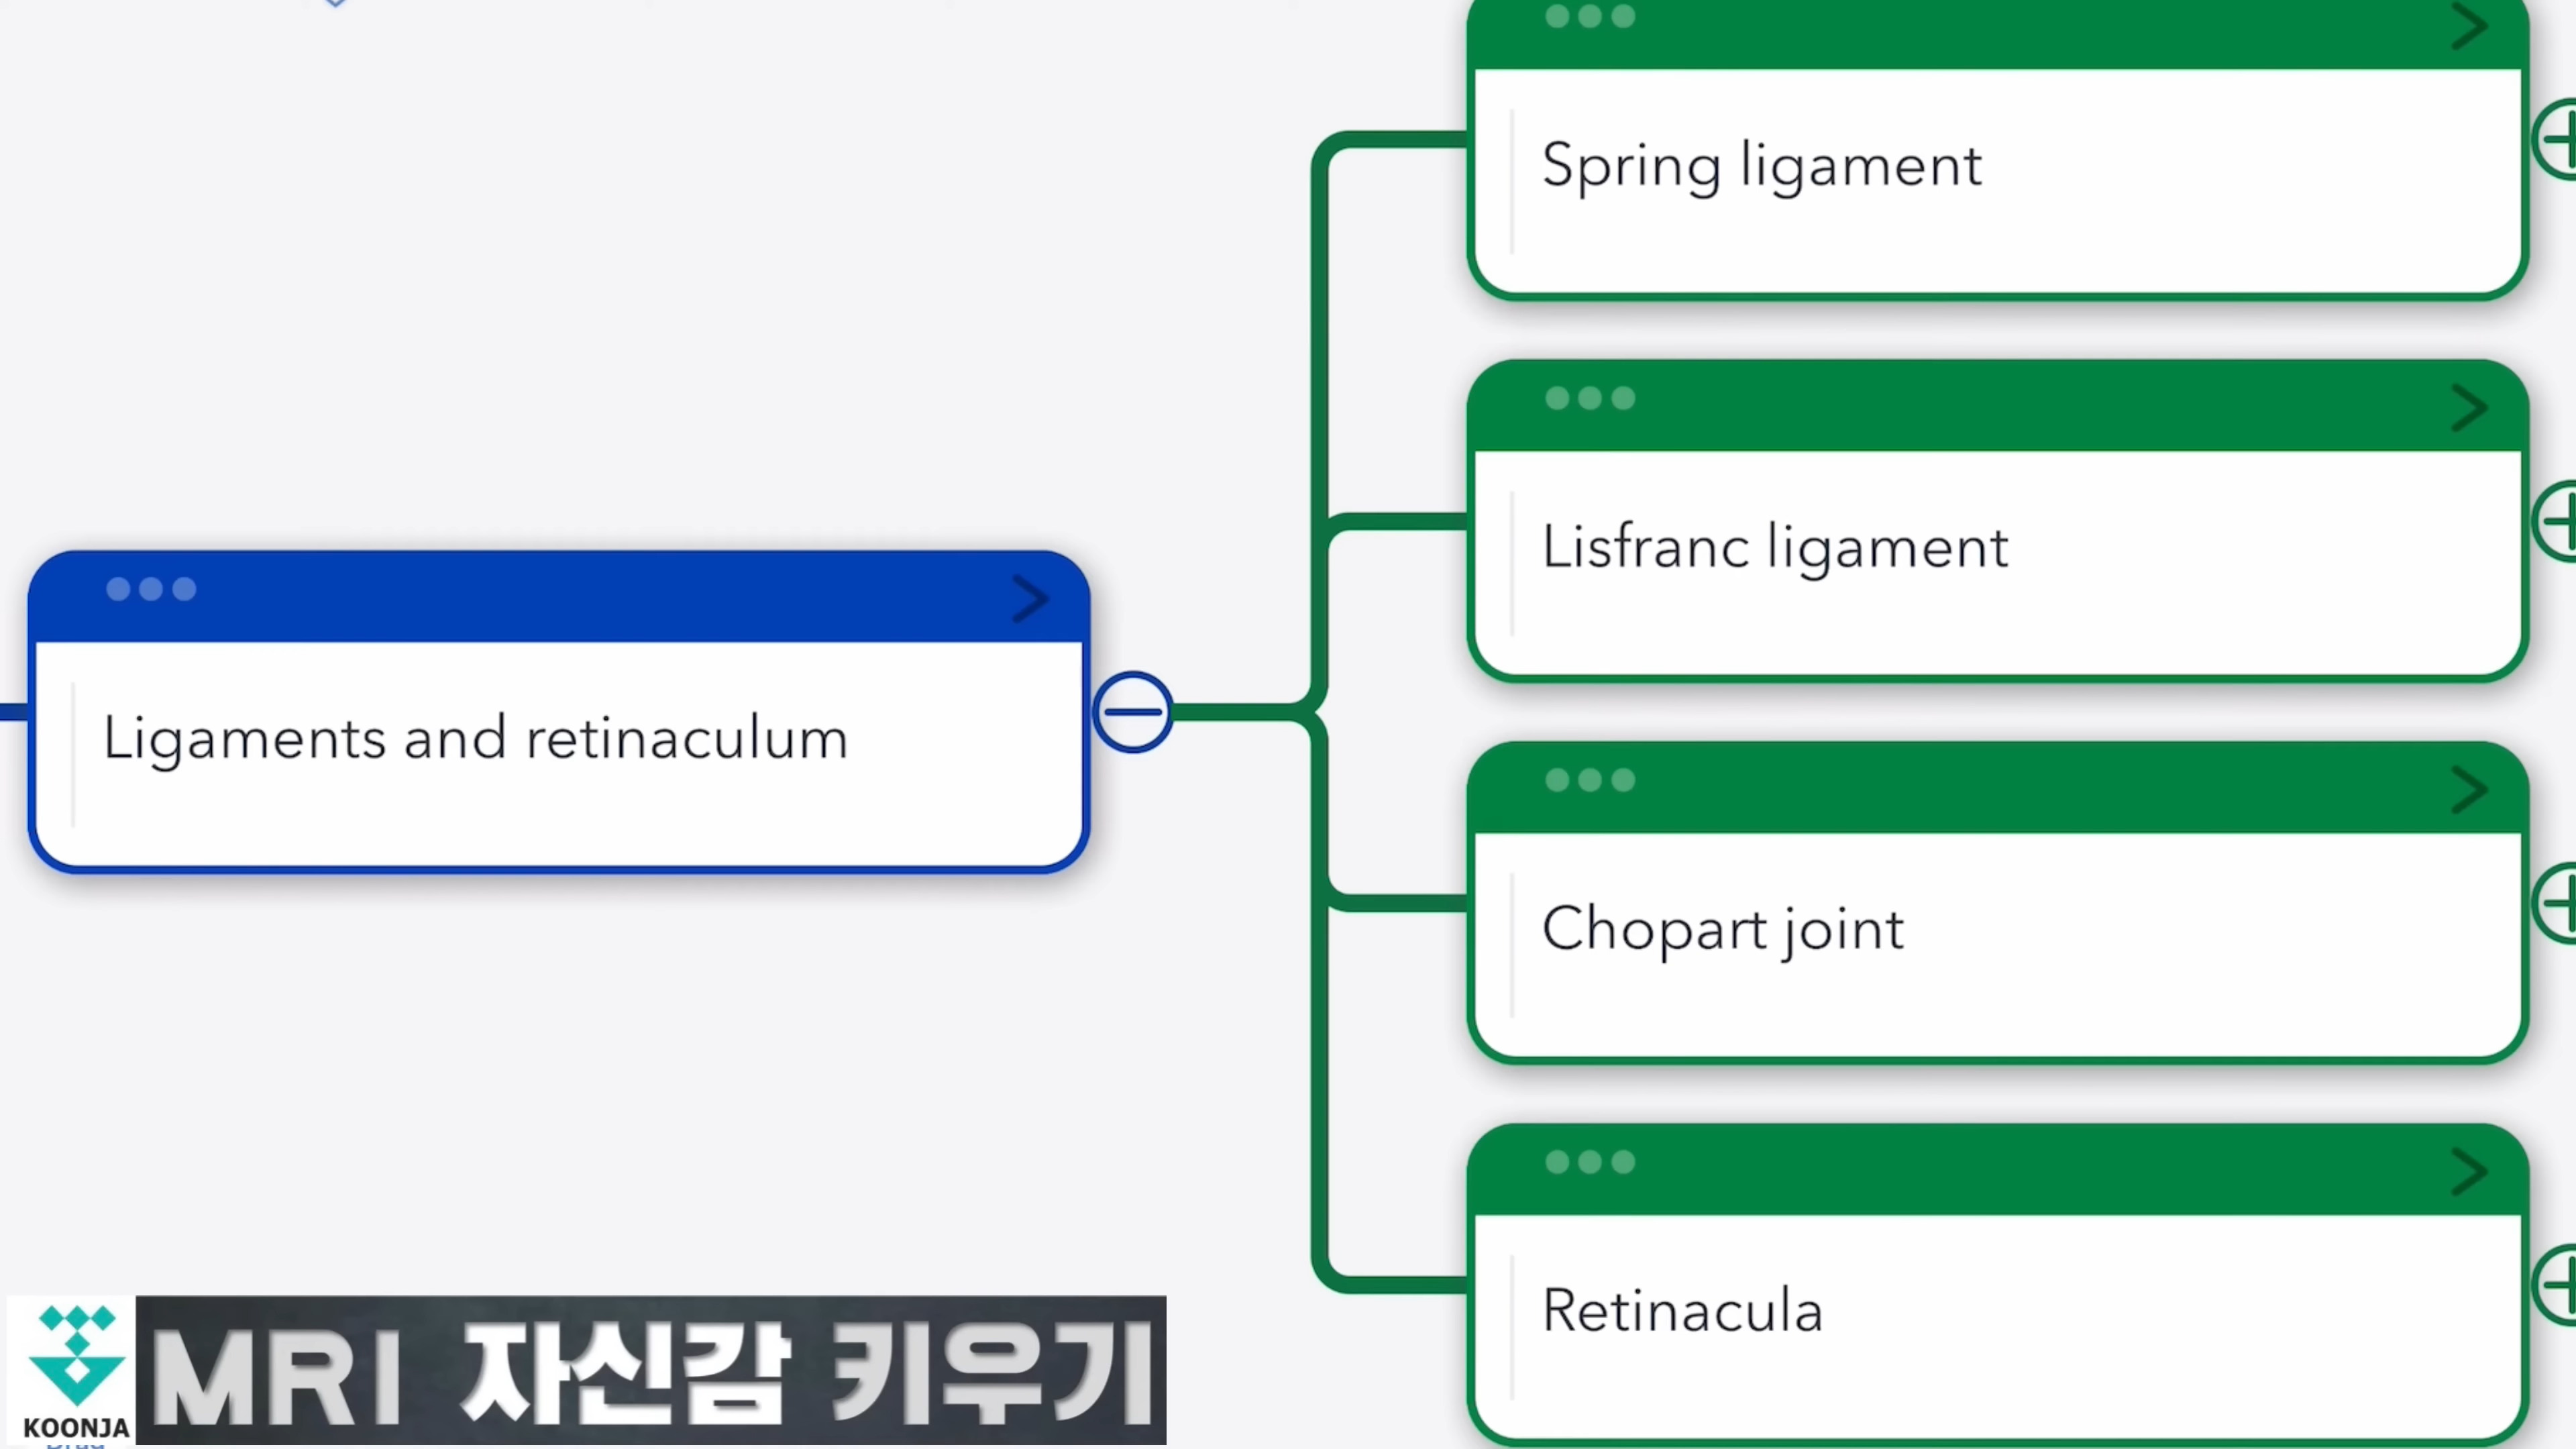 Spring ligament
Lisfranc ligament
Ligaments and retinaculum
Chopart joint
Retinacula
KOONJA
MRI 자신감 키우기